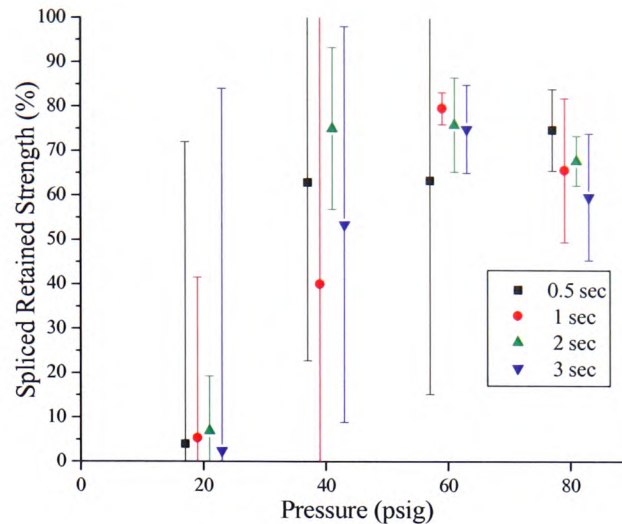 Spliced Retained Strength (%)
100
90
80
70
60
50
40
30
20
10
0
0.5 sec
1 sec
2 sec
3 sec
0 20 40 60 80
Pressure (psig)